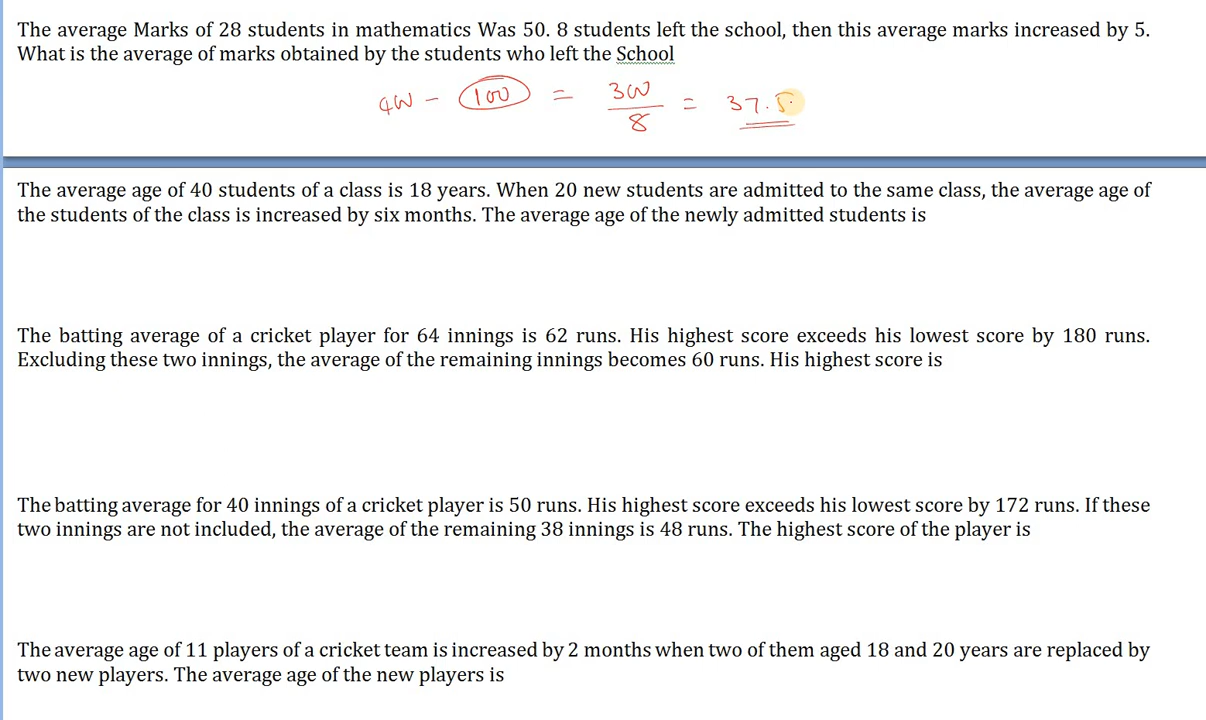 The average Marks of 28 students in mathematics Was 50. 8 students left the school, then this average marks increased by 5.
What is the average of marks obtained by the students who left the School
400 - 100 = 300/8 = 37.5
The average age of 40 students of a class is 18 years. When 20 new students are admitted to the same class, the average age of
the students of the class is increased by six months. The average age of the newly admitted students is
The batting average of a cricket player for 64 innings is 62 runs. His highest score exceeds his lowest score by 180 runs.
Excluding these two innings, the average of the remaining innings becomes 60 runs. His highest score is
The batting average for 40 innings of a cricket player is 50 runs. His highest score exceeds his lowest score by 172 runs. If these
two innings are not included, the average of the remaining 38 innings is 48 runs. The highest score of the player is
The average age of 11 players of a cricket team is increased by 2 months when two of them aged 18 and 20 years are replaced by
two new players. The average age of the new players is